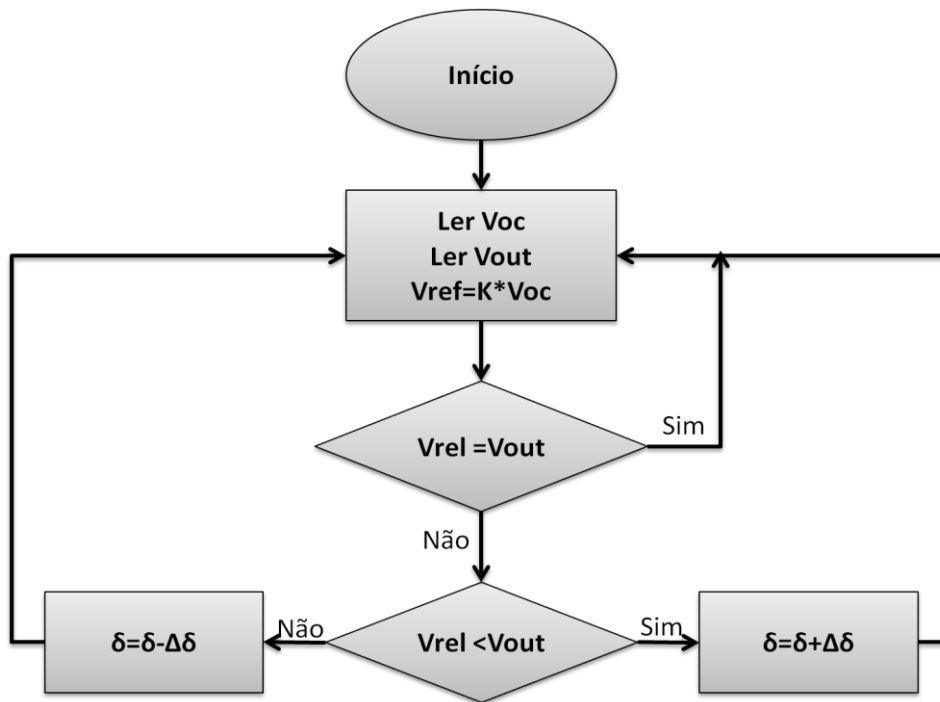 Início
Ler Voc
Ler Vout
Vref=K*Voc
Vrel =Vout
Sim
Não
Vrel <Vout
Não
Sim
δ=δ-Δδ
δ=δ+Δδ